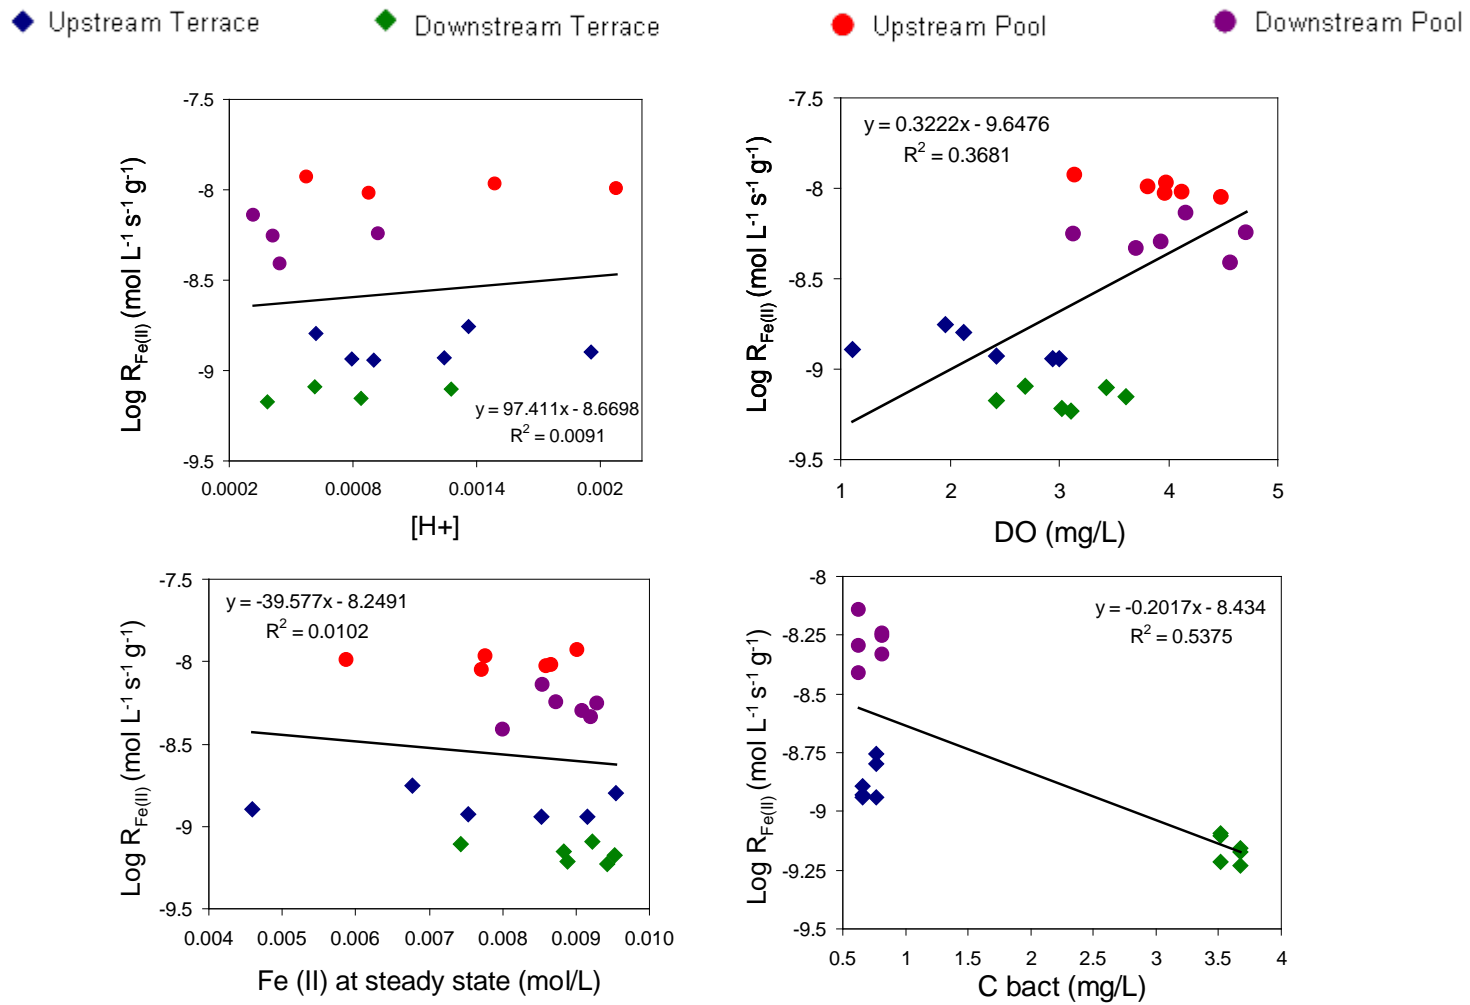 Upstream Terrace
Downstream Terrace
Upstream Pool
Downstream Pool
-7.5
-8
-8.5
-9
-9.5
Log R Fe(II) (mol L-1 s-1 g-1)
y = 97.411x - 8.6698
R2 = 0.0091
0.0002 0.0008 0.0014 0.002
[H+]
-7.5
-8
-8.5
-9
-9.5
Log R Fe(II) (mol L-1 s-1 g-1)
y = 0.3222x - 9.6476
R2 = 0.3681
1 2 3 4 5
DO (mg/L)
-7.5
-8
-8.5
-9
-9.5
Log R Fe(II) (mol L-1 s-1 g-1)
y = -39.577x - 8.2491
R2 = 0.0102
0.004 0.005 0.006 0.007 0.008 0.009 0.010
Fe (II) at steady state (mol/L)
-8
-8.25
-8.5
-8.75
-9
-9.25
-9.5
Log R Fe(II) (mol L-1 s-1 g-1)
y = -0.2017x - 8.434
R2 = 0.5375
0.5 1 1.5 2 2.5 3 3.5 4
C bact (mg/L)